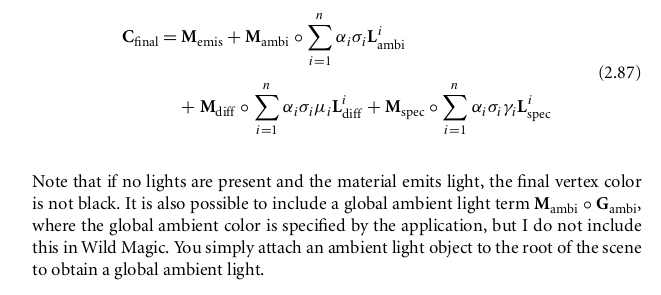 C_final = M_emis + M_ambi ∘ ∑_{i=1}^{n} α_i σ_i L^i_ambi
(2.87)
+ M_diff ∘ ∑_{i=1}^{n} α_i σ_i μ_i L^i_diff + M_spec ∘ ∑_{i=1}^{n} α_i σ_i γ_i L^i_spec
Note that if no lights are present and the material emits light, the final vertex color
is not black. It is also possible to include a global ambient light term M_ambi ∘ G_ambi,
where the global ambient color is specified by the application, but I do not include
this in Wild Magic. You simply attach an ambient light object to the root of the scene
to obtain a global ambient light.